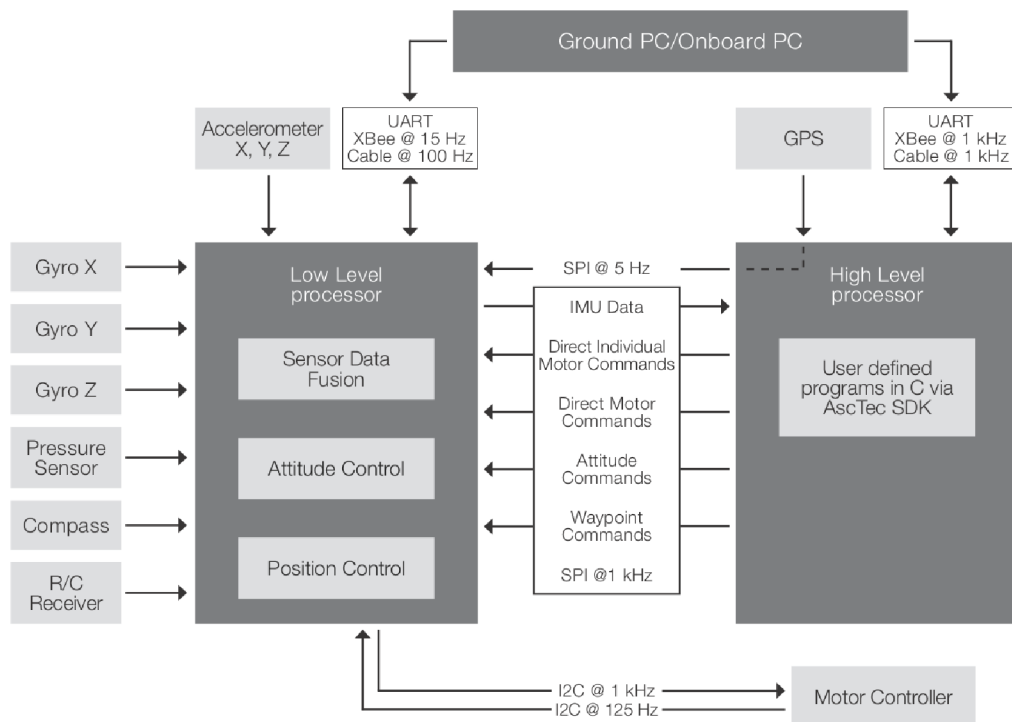 Ground PC/Onboard PC
Accelerometer
X, Y, Z
UART
XBee @ 15 Hz
Cable @ 100 Hz
GPS
UART
XBee @ 1 kHz
Cable @ 1 kHz
Gyro X
Gyro Y
Gyro Z
Pressure
Sensor
Compass
R/C
Receiver
Low Level
processor
Sensor Data
Fusion
Attitude Control
Position Control
SPI @ 5 Hz
IMU Data
Direct Individual
Motor Commands
Direct Motor
Commands
Attitude
Commands
Waypoint
Commands
SPI @1 kHz
High Level
processor
User defined
programs in C via
AscTec SDK
I2C @ 1 kHz
I2C @ 125 Hz
Motor Controller